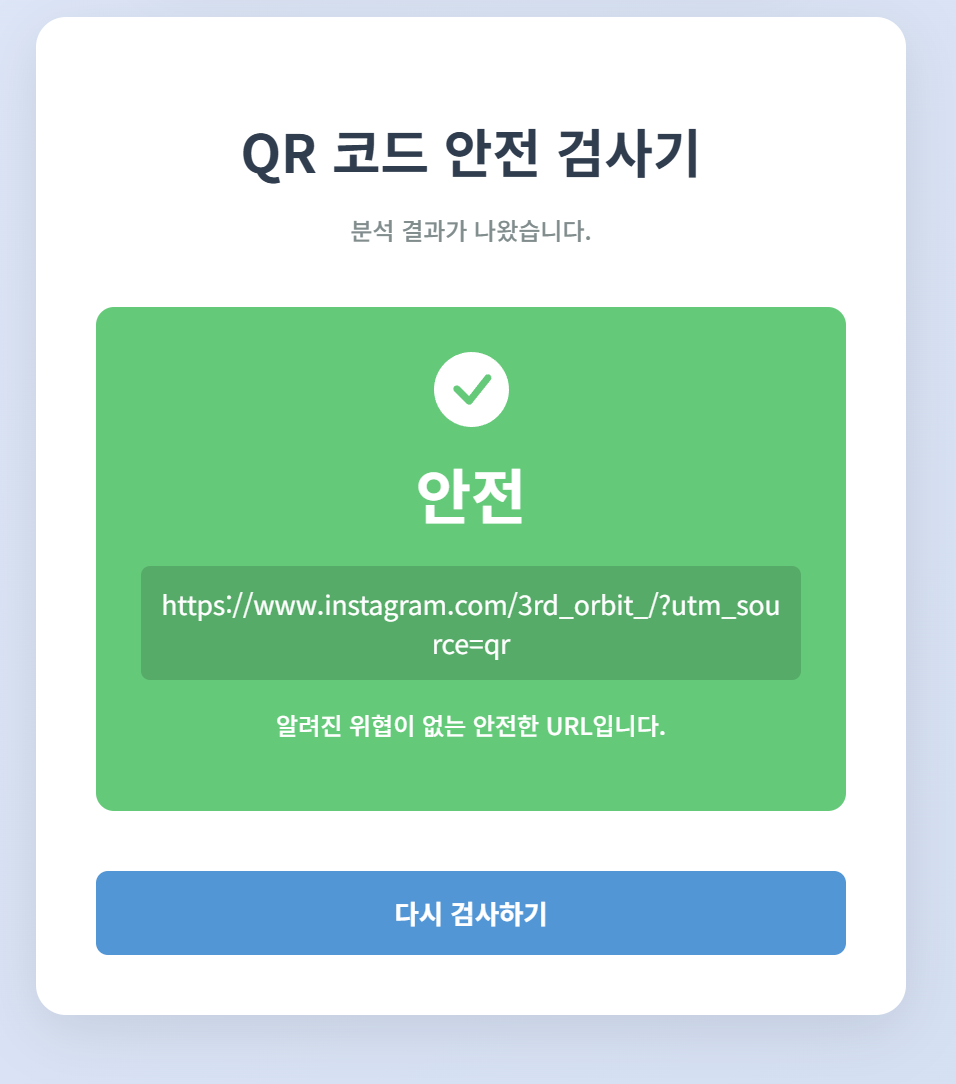 QR 코드 안전 검사기
분석 결과가 나왔습니다.
안전
https://www.instagram.com/3rd_orbit_/?utm_sou
rce=qr
알려진 위협이 없는 안전한 URL입니다.
다시 검사하기